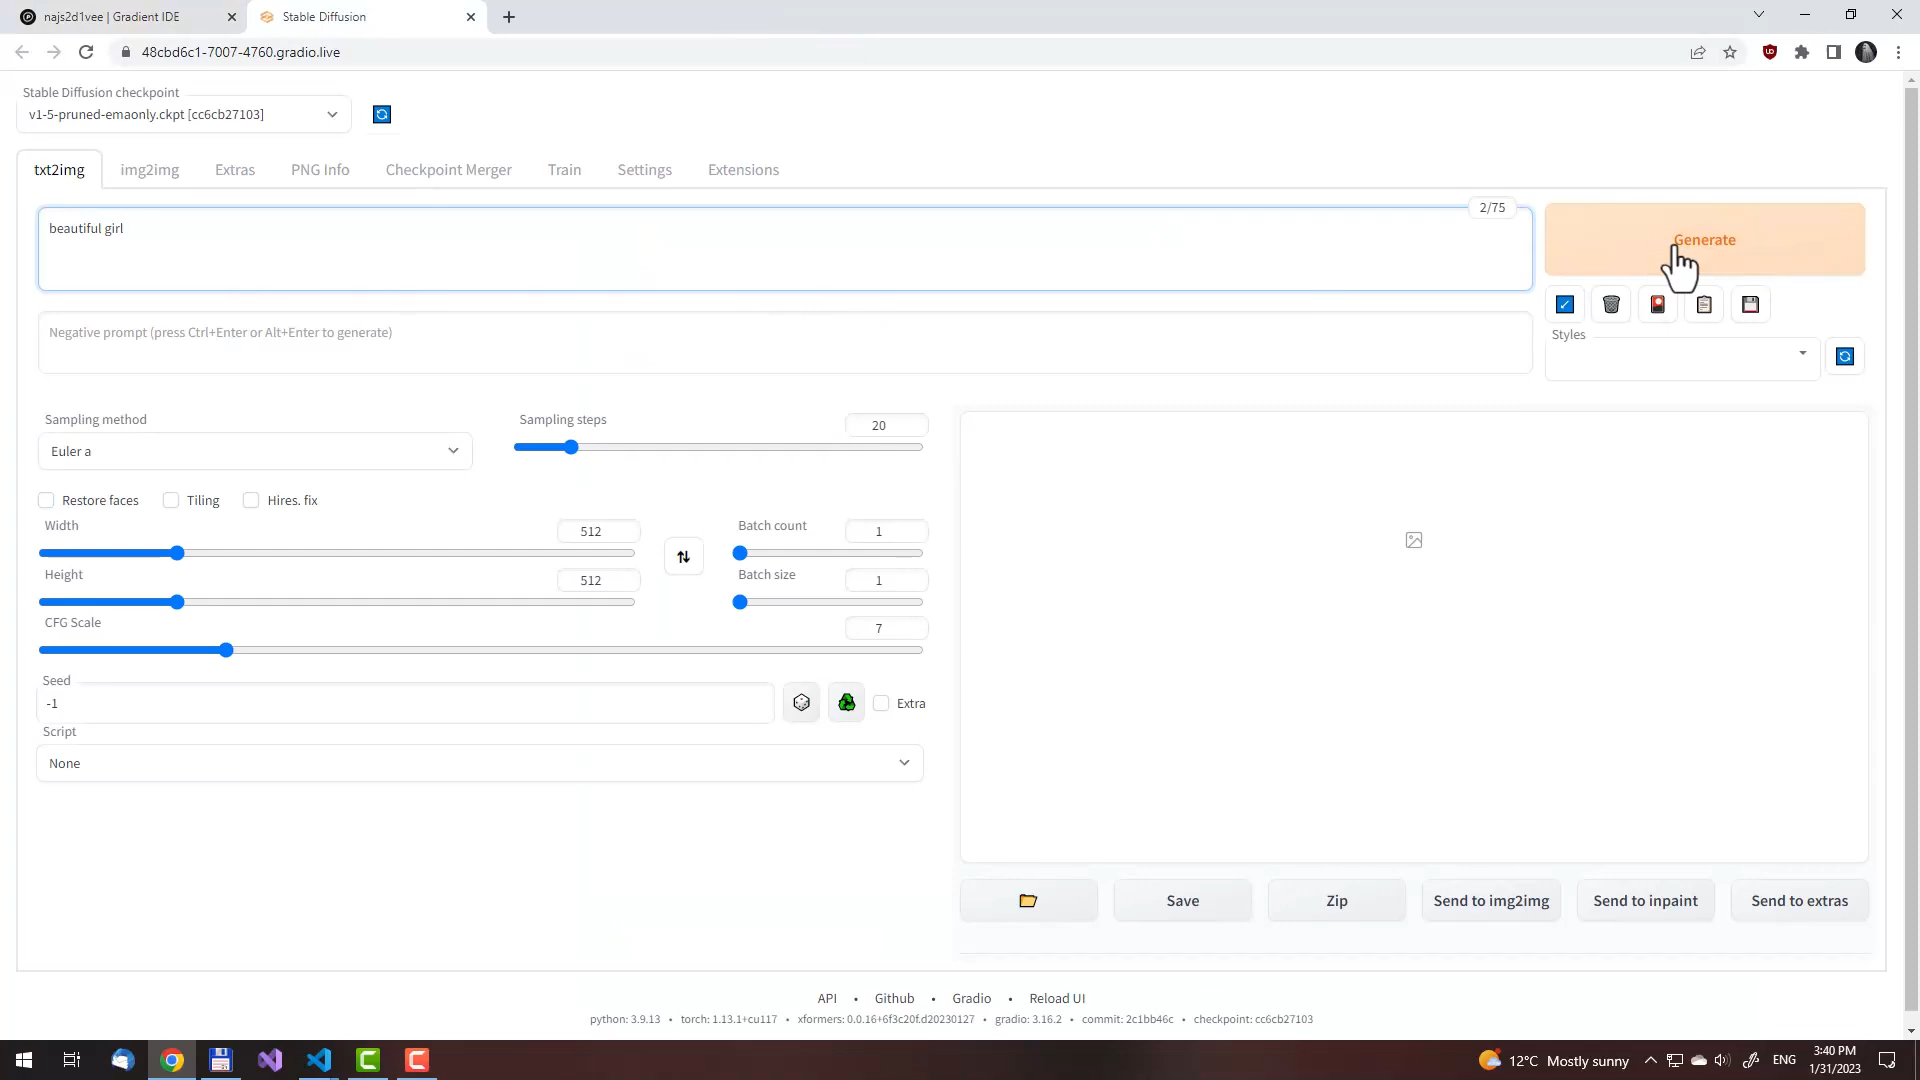 najs2d1vee | Gradient IDE
Stable Diffusion
48cbd6c1-7007-4760.gradio.live
Stable Diffusion checkpoint
v1-5-pruned-emaonly.ckpt [cc6cb27103]
txt2img
img2img
Extras
PNG Info
Checkpoint Merger
Train
Settings
Extensions
2/75
beautiful girl
Generate
Negative prompt (press Ctrl+Enter or Alt+Enter to generate)
Styles
Sampling method
Euler a
Sampling steps
20
Restore faces
Tiling
Hires. fix
Width
512
Height
512
Batch count
1
Batch size
1
CFG Scale
7
Seed
-1
Extra
Script
None
Save
Zip
Send to img2img
Send to inpaint
Send to extras
API • Github • Gradio • Reload UI
python: 3.9.13 • torch: 1.13.1+cu117 • xformers: 0.0.16+6f3c20f.d20230127 • gradio: 3.16.2 • commit: 2c1bb46c • checkpoint: cc6cb27103
12°C Mostly sunny
ENG
3:40 PM
1/31/2023